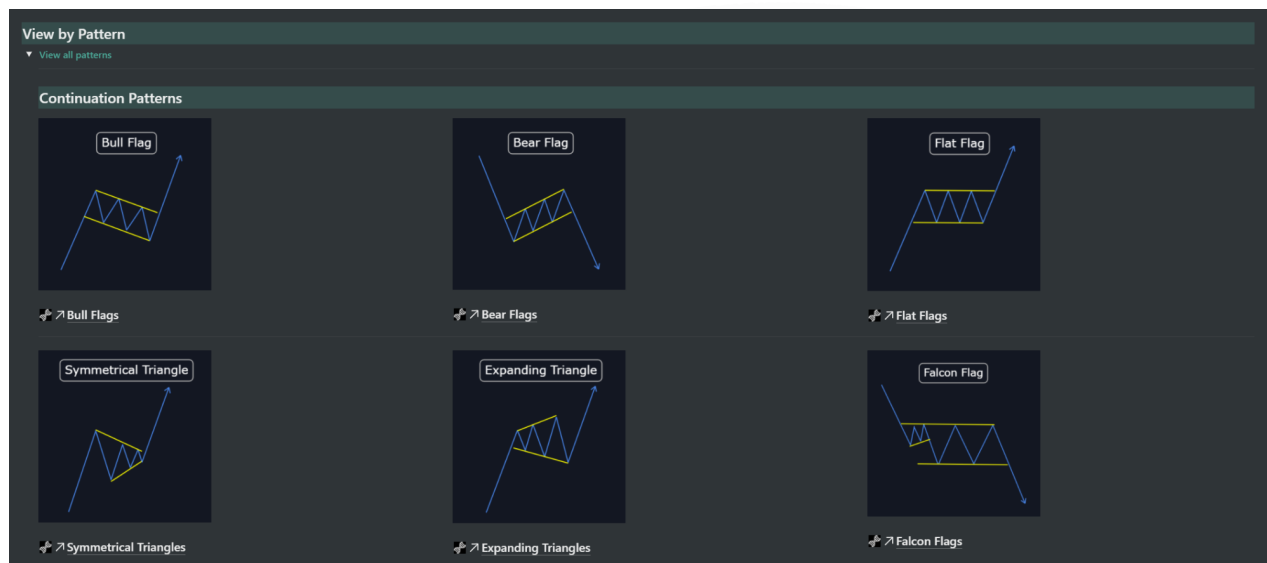 View by Pattern
View all patterns
Continuation Patterns
Bull Flag
Bear Flag
Flat Flag
Bull Flags
Bear Flags
Flat Flags
Symmetrical Triangle
Expanding Triangle
Falcon Flag
Symmetrical Triangles
Expanding Triangles
Falcon Flags